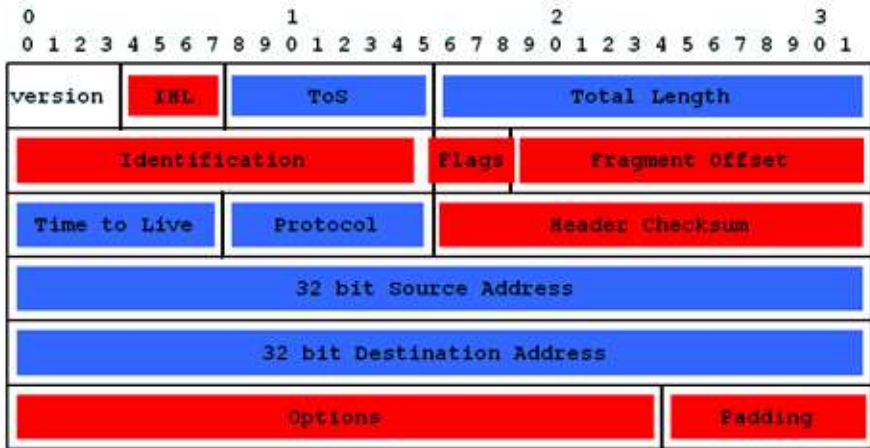 0 1 2 3
0 1 2 3 4 5 6 7 8 9 0 1 2 3 4 5 6 7 8 9 0 1 2 3 4 5 6 7 8 9 0 1
version IHL ToS Total Length
Identification Flags Fragment Offset
Time to Live Protocol Header Checksum
32 bit Source Address
32 bit Destination Address
Options Padding